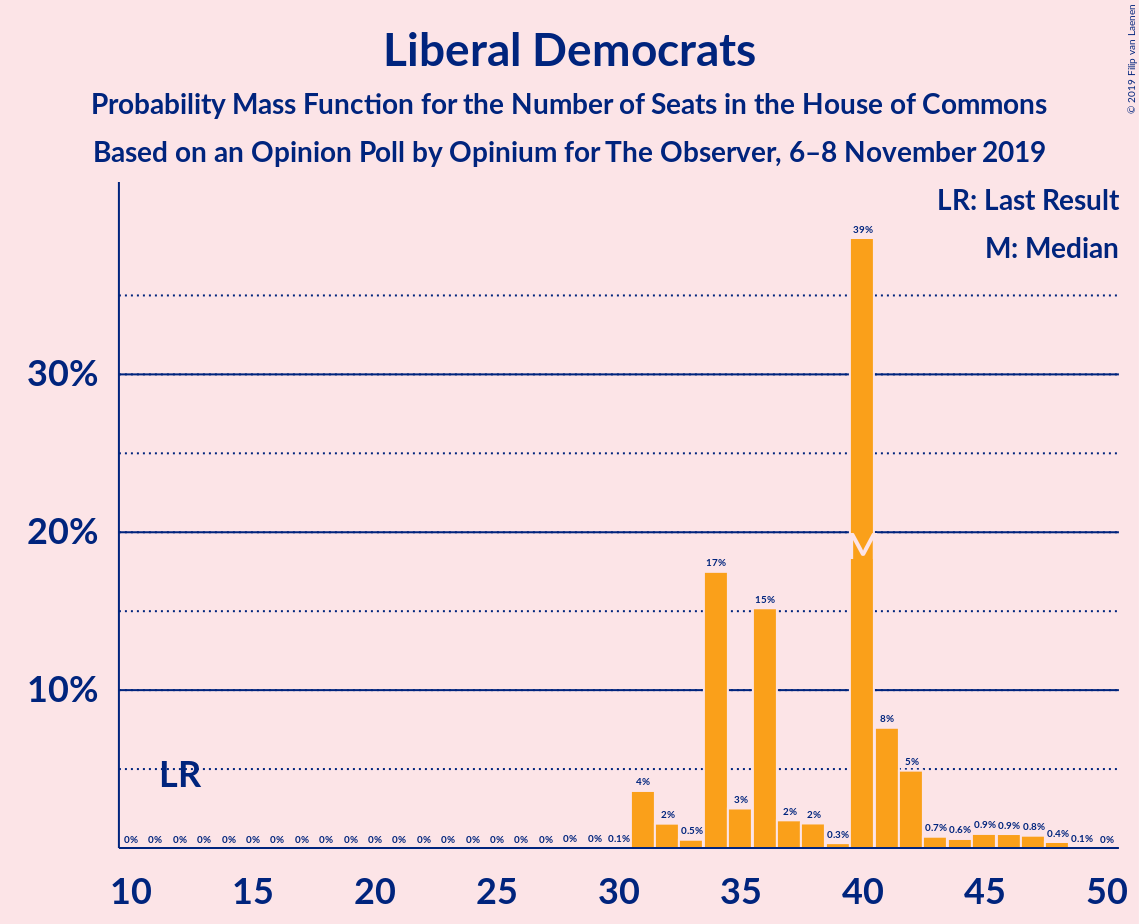 © 2019 Filip van Laenen
Liberal Democrats
Probability Mass Function for the Number of Seats in the House of Commons
Based on an Opinion Poll by Opinium for The Observer, 6–8 November 2019
LR: Last Result
M: Median
39%
30%
20%
M
17%
15%
10%
8%
5%
LR
4%
3%
2%
2%
2%
0.5%
0.3%
0.7%
0.6%
0.9%
0.9%
0.8%
0.4%
0.1%
0%
0% 0% 0% 0% 0% 0% 0% 0% 0% 0% 0% 0% 0% 0% 0% 0% 0% 0% 0% 0% 0.1%
10 15 20 25 30 35 40 45 50